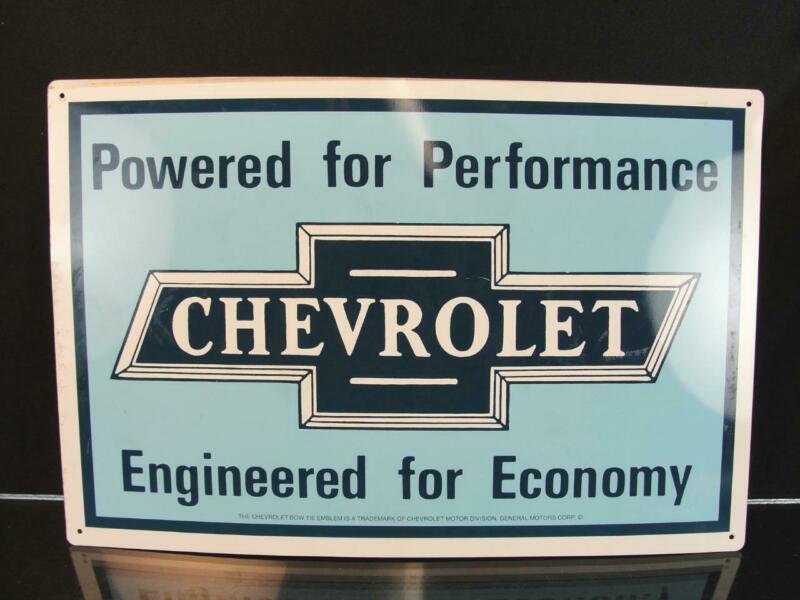 Powered for Performance
CHEVROLET
Engineered for Economy
THE CHEVROLET BOW TIE EMBLEM IS A TRADEMARK OF CHEVROLET MOTOR DIVISION, GENERAL MOTORS CORP. ©